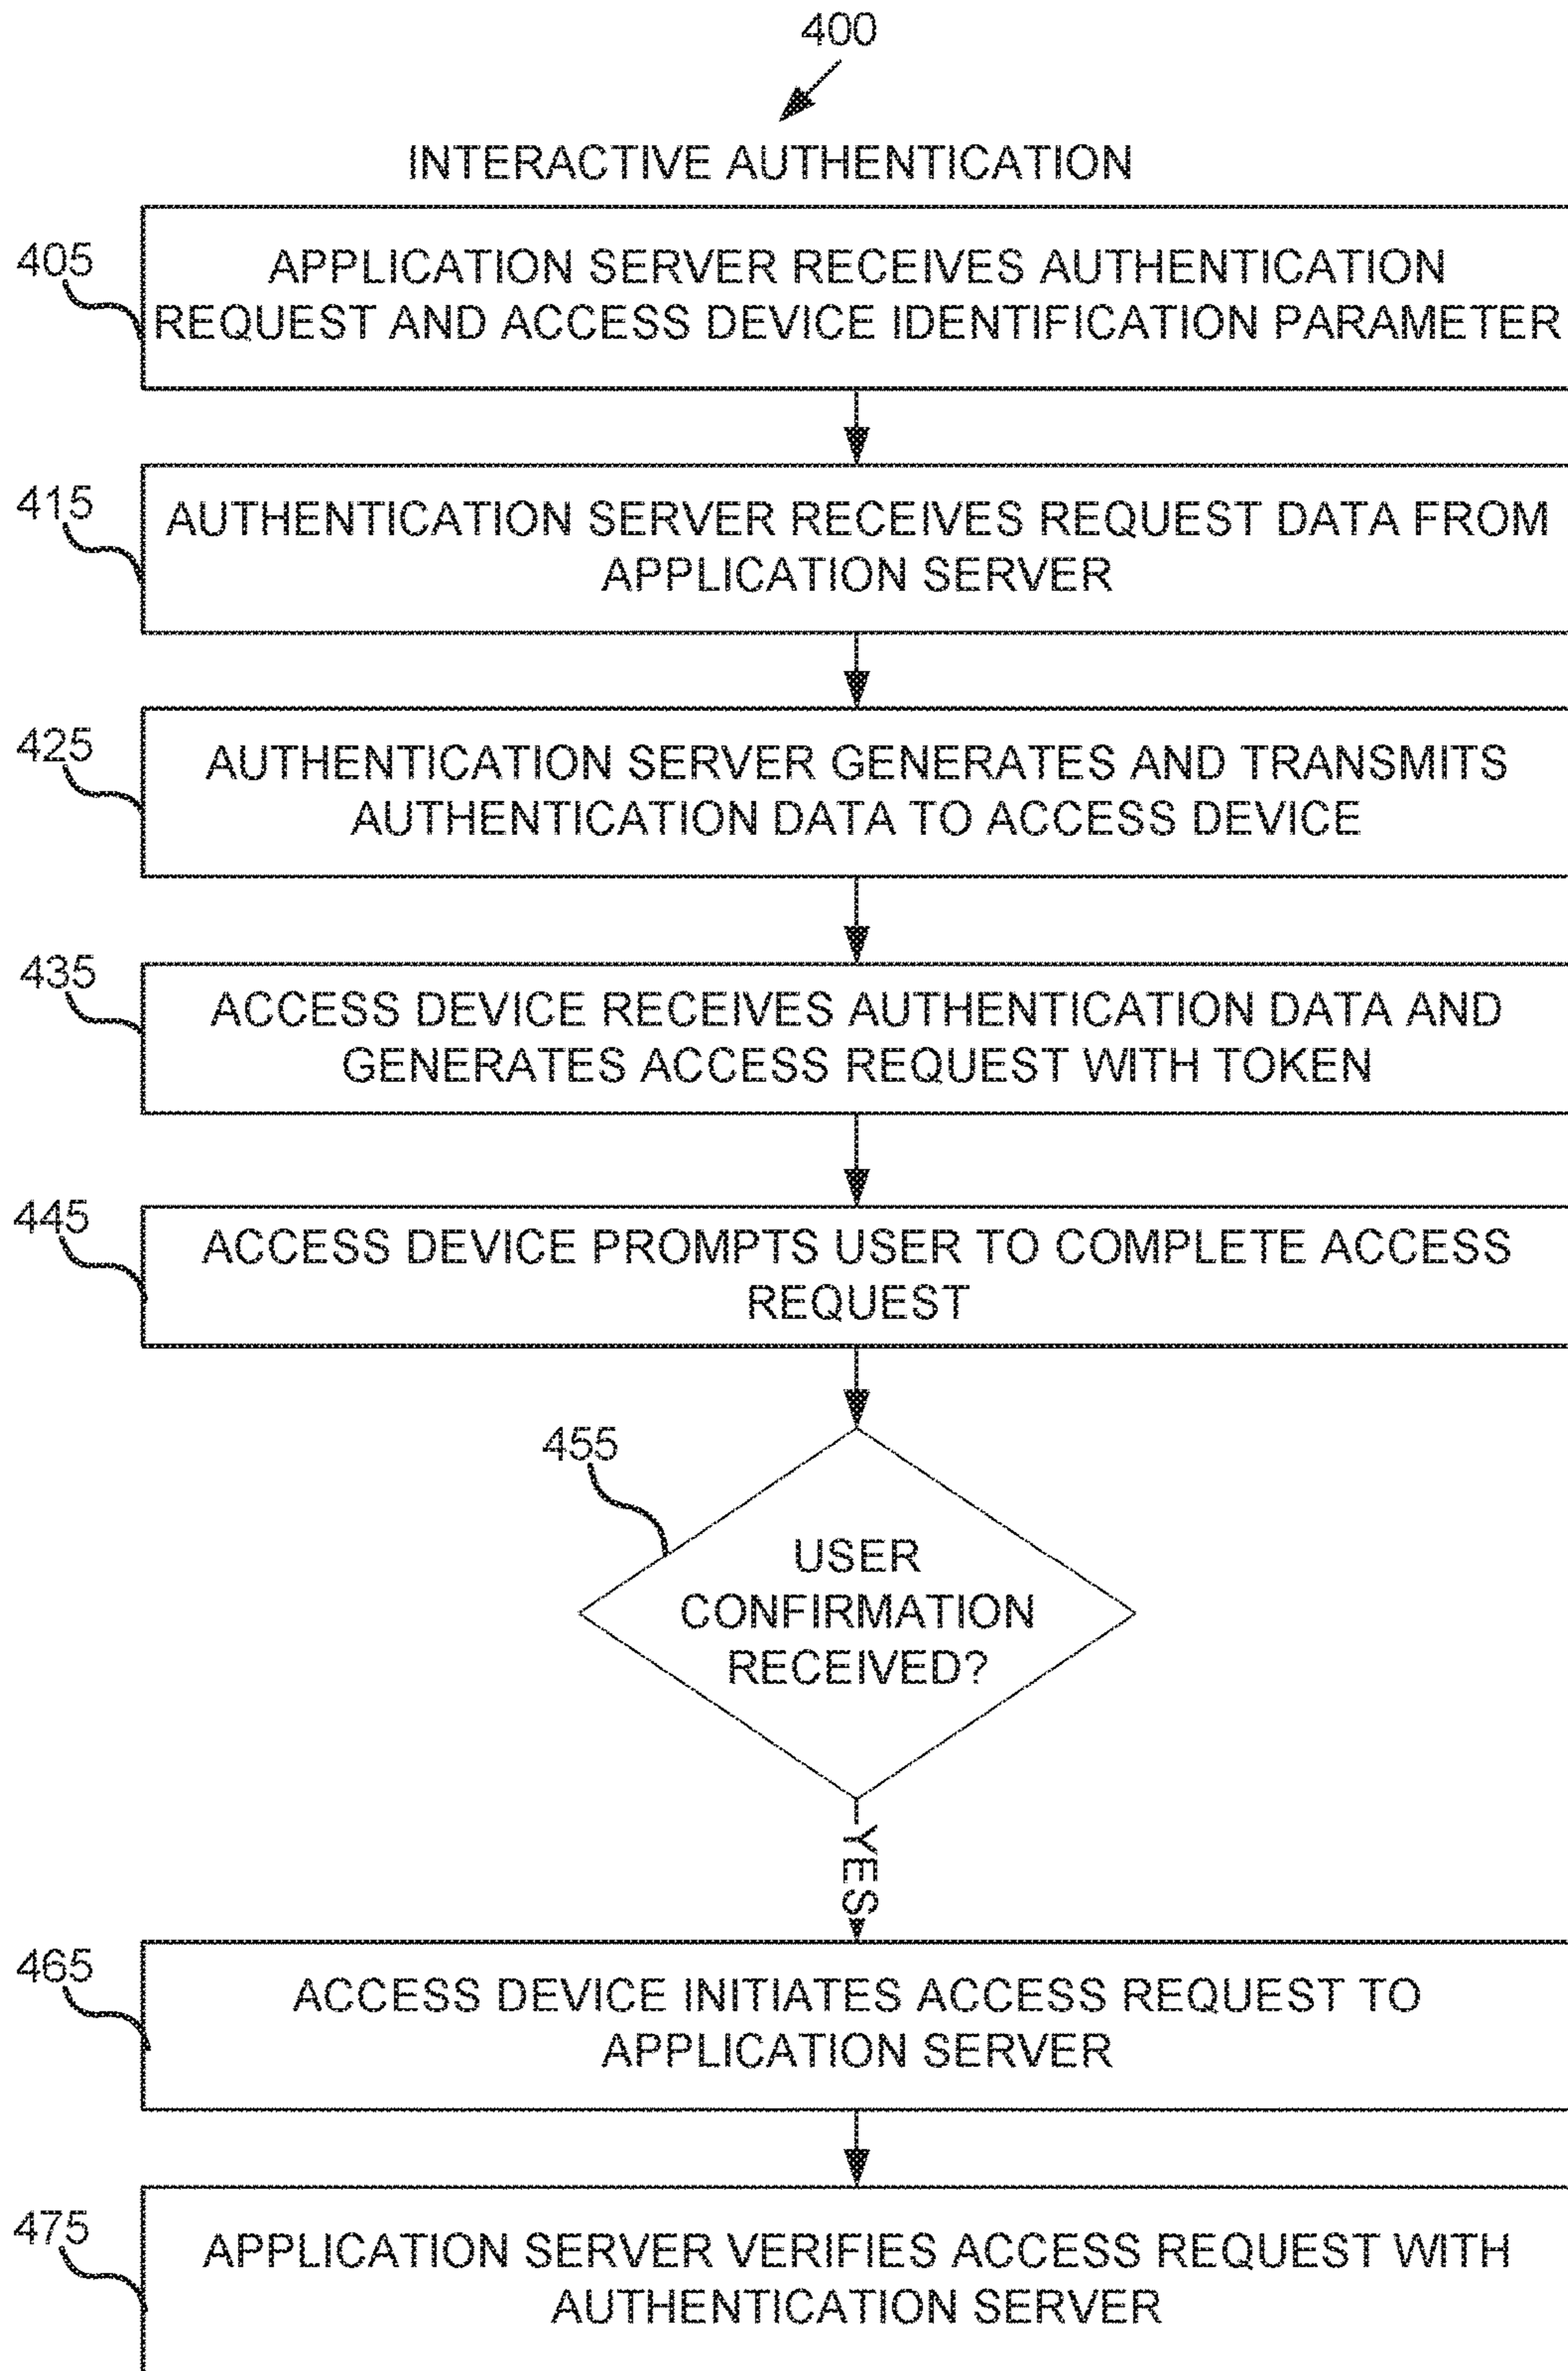 400
INTERACTIVE AUTHENTICATION
405
APPLICATION SERVER RECEIVES AUTHENTICATION
REQUEST AND ACCESS DEVICE IDENTIFICATION PARAMETER
415
AUTHENTICATION SERVER RECEIVES REQUEST DATA FROM
APPLICATION SERVER
425
AUTHENTICATION SERVER GENERATES AND TRANSMITS
AUTHENTICATION DATA TO ACCESS DEVICE
435
ACCESS DEVICE RECEIVES AUTHENTICATION DATA AND
GENERATES ACCESS REQUEST WITH TOKEN
445
ACCESS DEVICE PROMPTS USER TO COMPLETE ACCESS
REQUEST
455
USER
CONFIRMATION
RECEIVED?
YES
465
ACCESS DEVICE INITIATES ACCESS REQUEST TO
APPLICATION SERVER
475
APPLICATION SERVER VERIFIES ACCESS REQUEST WITH
AUTHENTICATION SERVER